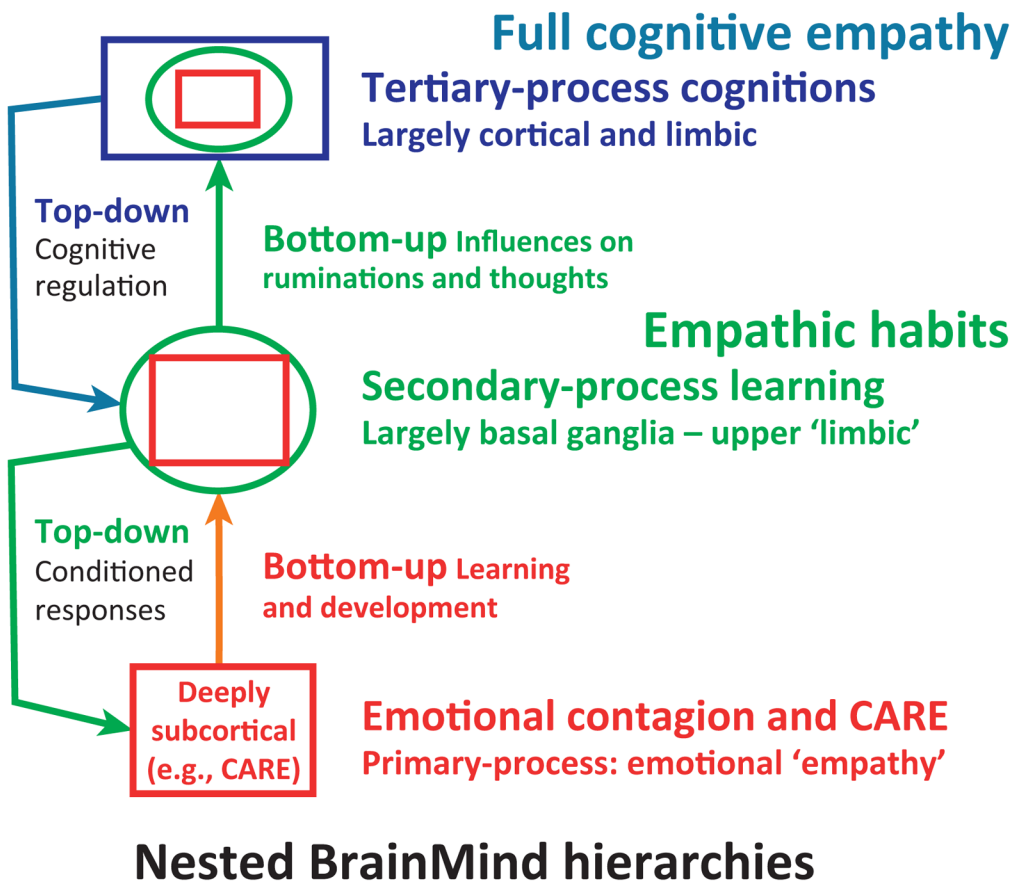 Full cognitive empathy
Tertiary-process cognitions
Largely cortical and limbic
Top-down
Cognitive
regulation
Bottom-up Influences on
ruminations and thoughts
Empathic habits
Secondary-process learning
Largely basal ganglia – upper ‘limbic’
Top-down
Conditioned
responses
Bottom-up Learning
and development
Deeply
subcortical
(e.g., CARE)
Emotional contagion and CARE
Primary-process: emotional ‘empathy’
Nested BrainMind hierarchies